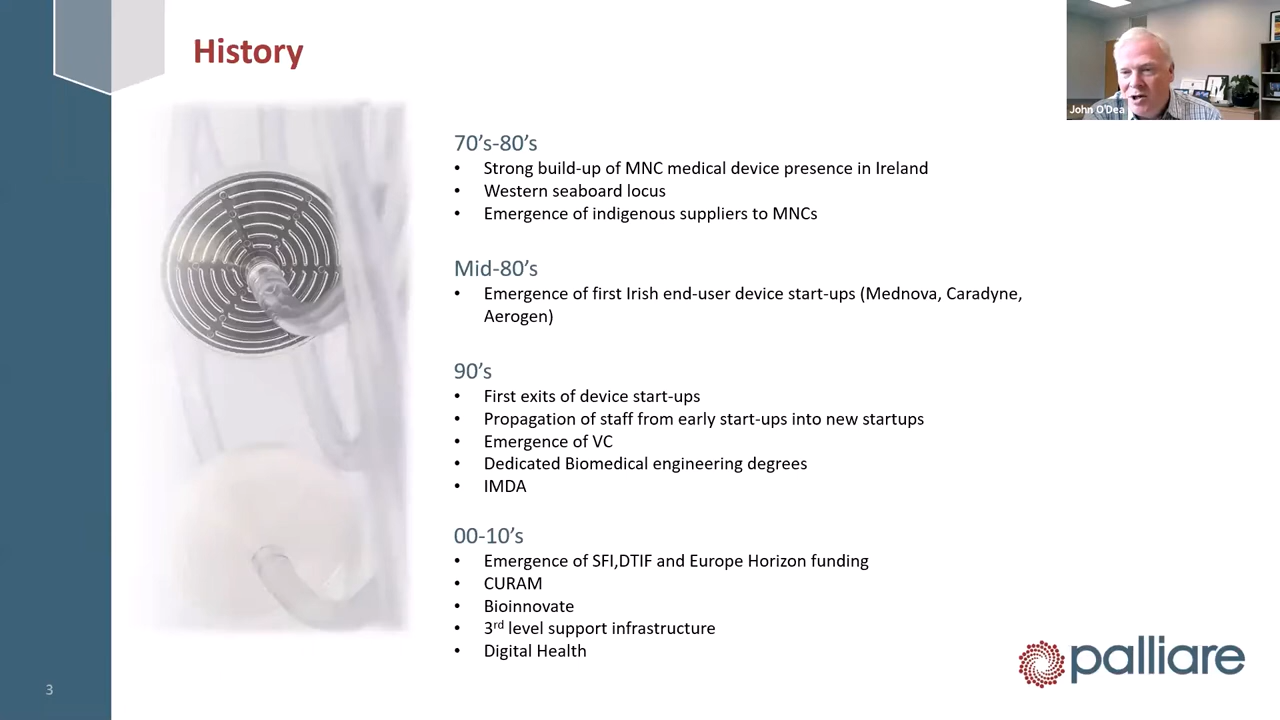 History
John O'Dea
70's-80's
• Strong build-up of MNC medical device presence in Ireland
• Western seaboard locus
• Emergence of indigenous suppliers to MNCs
Mid-80's
• Emergence of first Irish end-user device start-ups (Mednova, Caradyne,
Aerogen)
90's
• First exits of device start-ups
• Propagation of staff from early start-ups into new startups
• Emergence of VC
• Dedicated Biomedical engineering degrees
• IMDA
00-10's
• Emergence of SFI,DTIF and Europe Horizon funding
• CURAM
• Bioinnovate
• 3rd level support infrastructure
• Digital Health
palliare
3